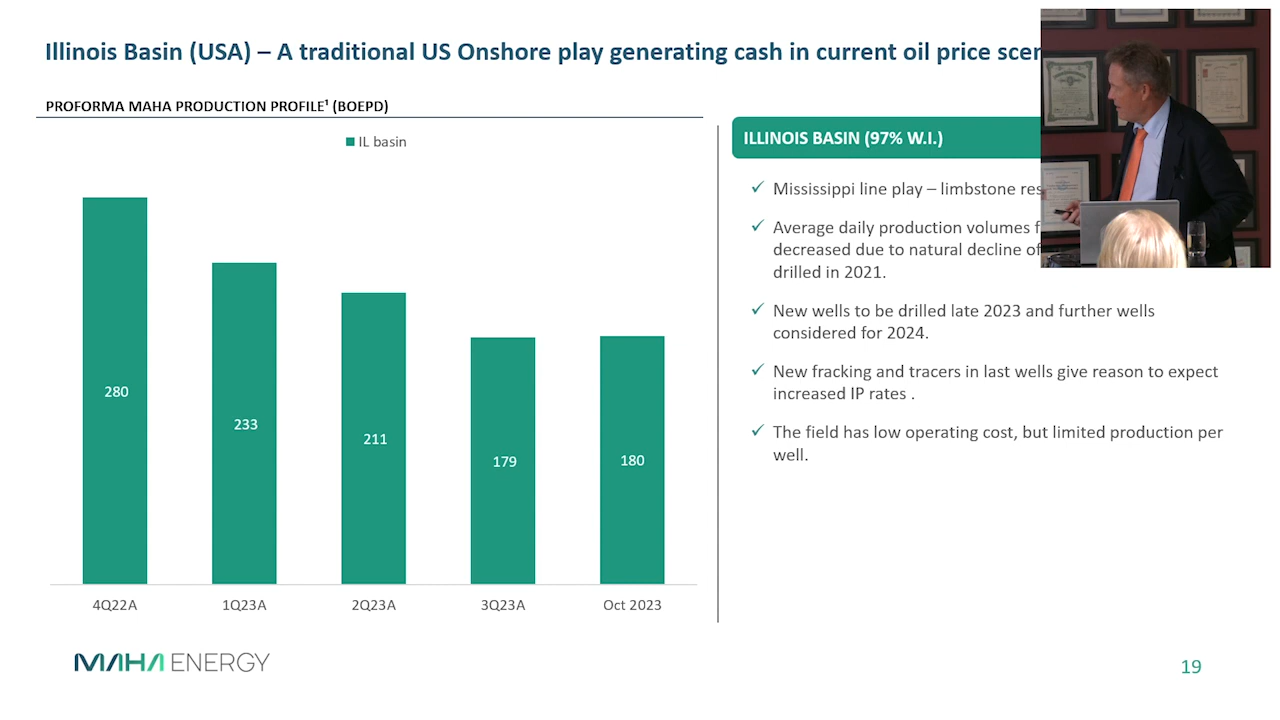 Illinois Basin (USA) – A traditional US Onshore play generating cash in current oil price
PROFORMA MAHA PRODUCTION PROFILE¹ (BOEPD)
IL basin
280
233
211
179
180
4Q22A
1Q23A
2Q23A
3Q23A
Oct 2023
ILLINOIS BASIN (97% W.I.)
✓ Mississippi line play – limbstone
✓ Average daily production volumes
decreased due to natural decline of
drilled in 2021.
✓ New wells to be drilled late 2023 and further wells
considered for 2024.
✓ New fracking and tracers in last wells give reason to expect
increased IP rates .
✓ The field has low operating cost, but limited production per
well.
MAHA ENERGY
19